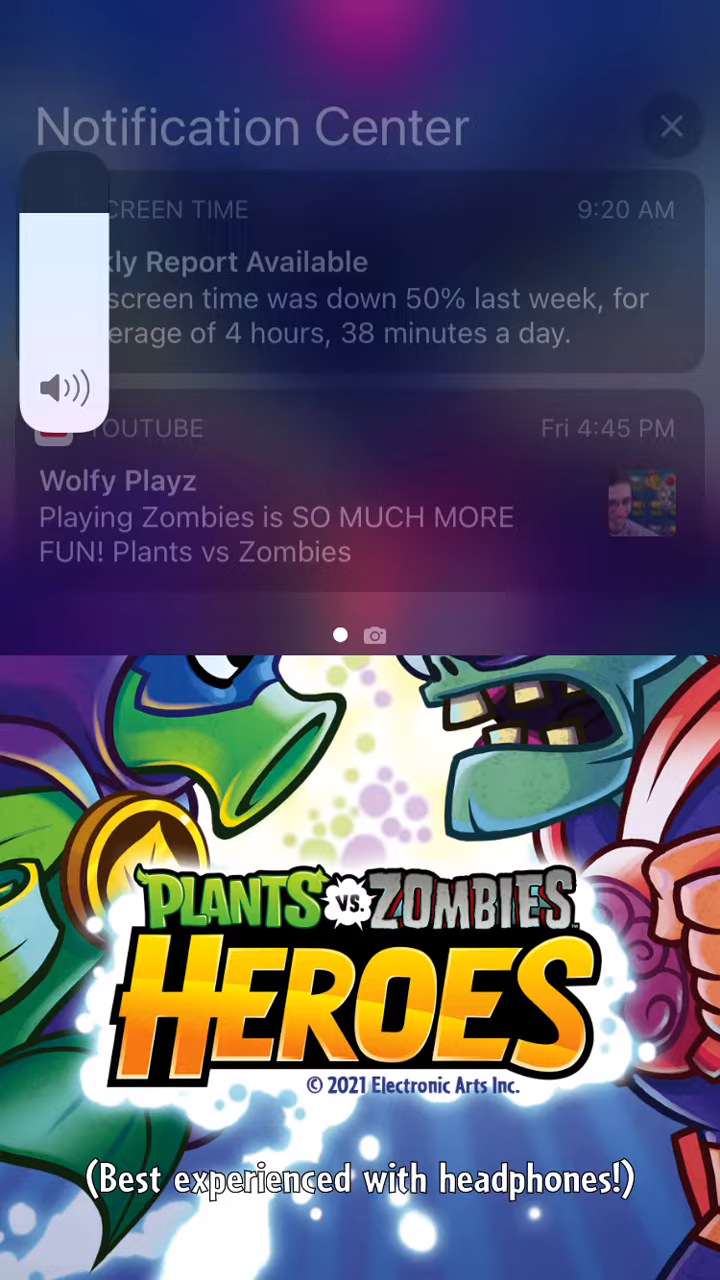 Notification Center
CREEN TIME 9:20 AM
kly Report Available
screen time was down 50% last week, for
erage of 4 hours, 38 minutes a day.
YOUTUBE Fri 4:45 PM
Wolfy Playz
Playing Zombies is SO MUCH MORE
FUN! Plants vs Zombies
PLANTS VS. ZOMBIES™
HEROES
© 2021 Electronic Arts Inc.
(Best experienced with headphones!)